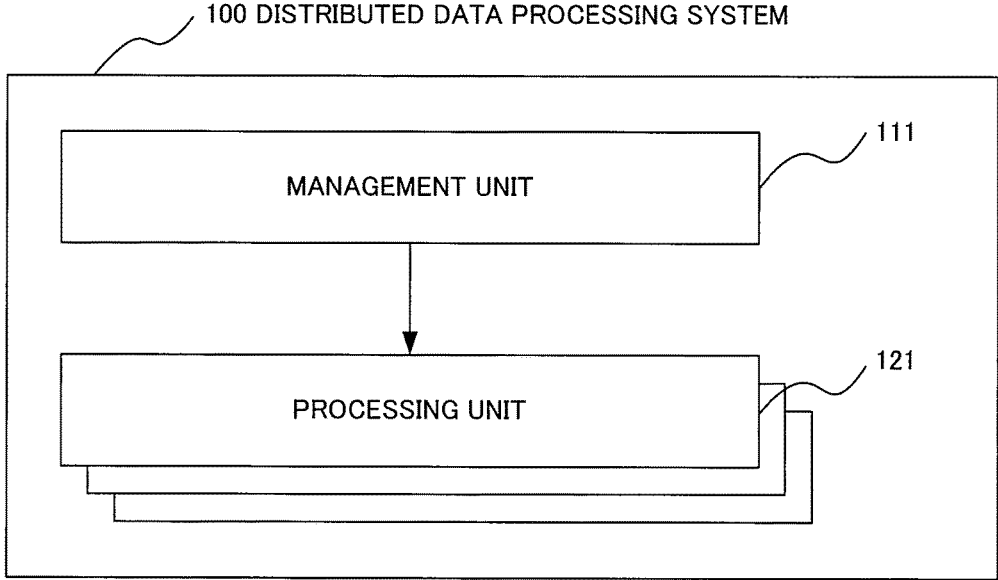 100 DISTRIBUTED DATA PROCESSING SYSTEM
111
MANAGEMENT UNIT
121
PROCESSING UNIT